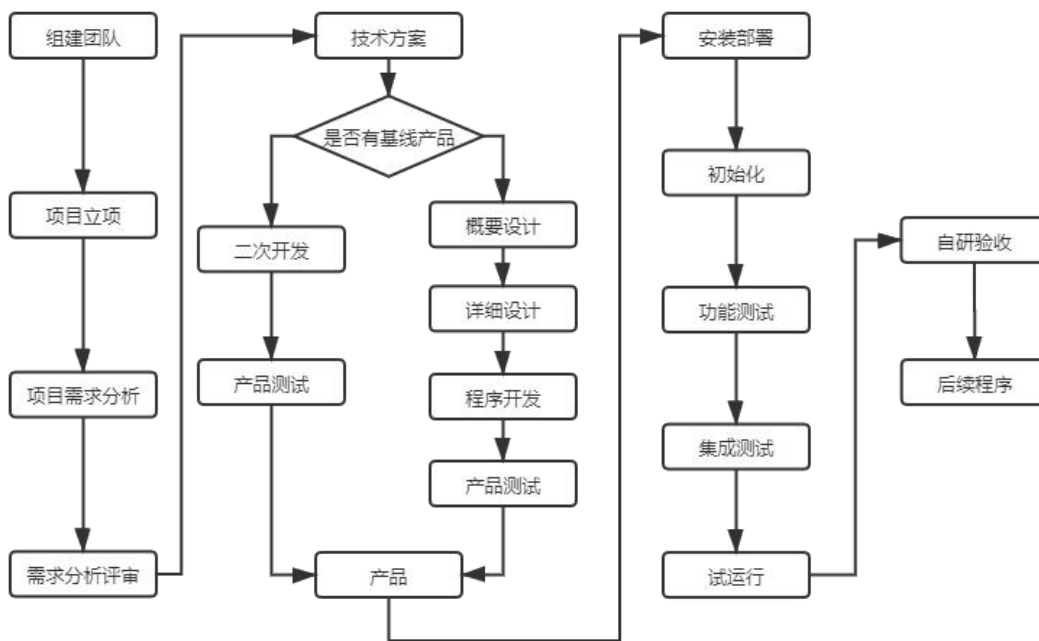 组建团队
项目立项
项目需求分析
需求分析评审
技术方案
是否有基线产品
二次开发
产品测试
概要设计
详细设计
程序开发
产品测试
产品
安装部署
初始化
功能测试
集成测试
试运行
自研验收
后续程序